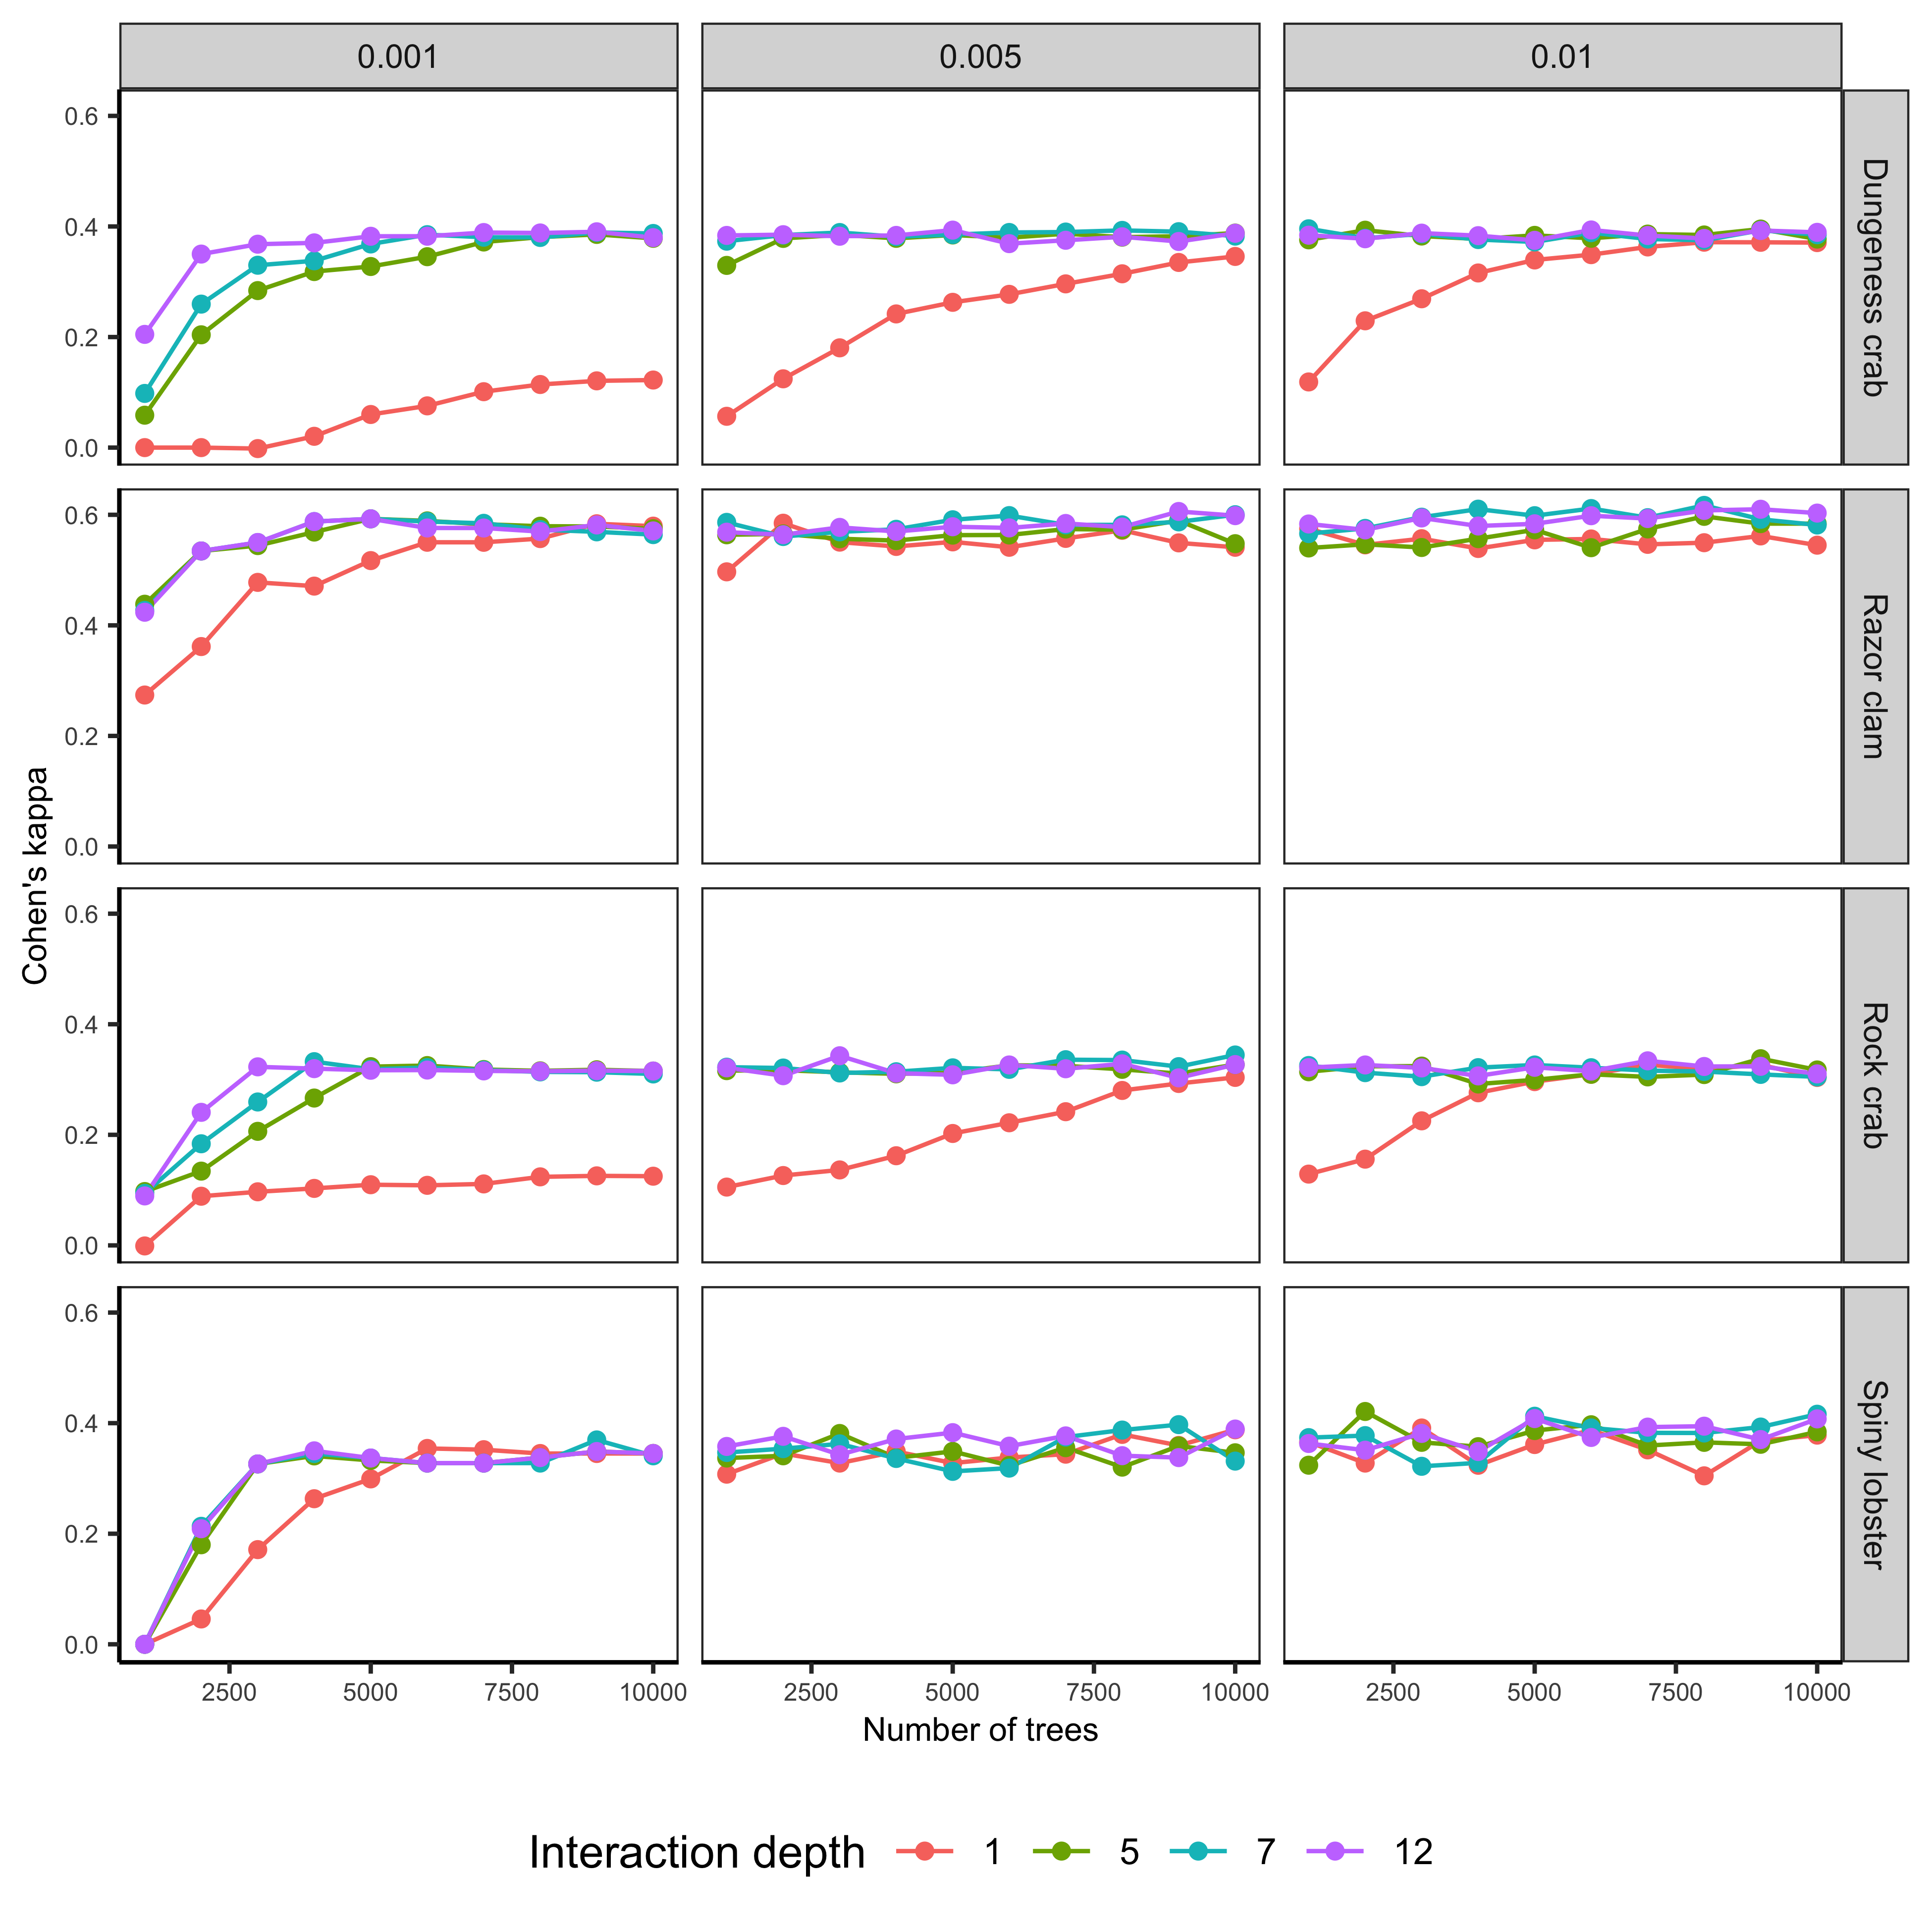 0.001 0.005 0.01
0.6
0.4
0.2
0.0
Dungeness crab
0.6
0.4
0.2
0.0
Razor clam
Cohen's kappa
0.6
0.4
0.2
0.0
Rock crab
0.6
0.4
0.2
0.0
Spiny lobster
2500 5000 7500 10000 2500 5000 7500 10000 2500 5000 7500 10000
Number of trees
Interaction depth 1 5 7 12